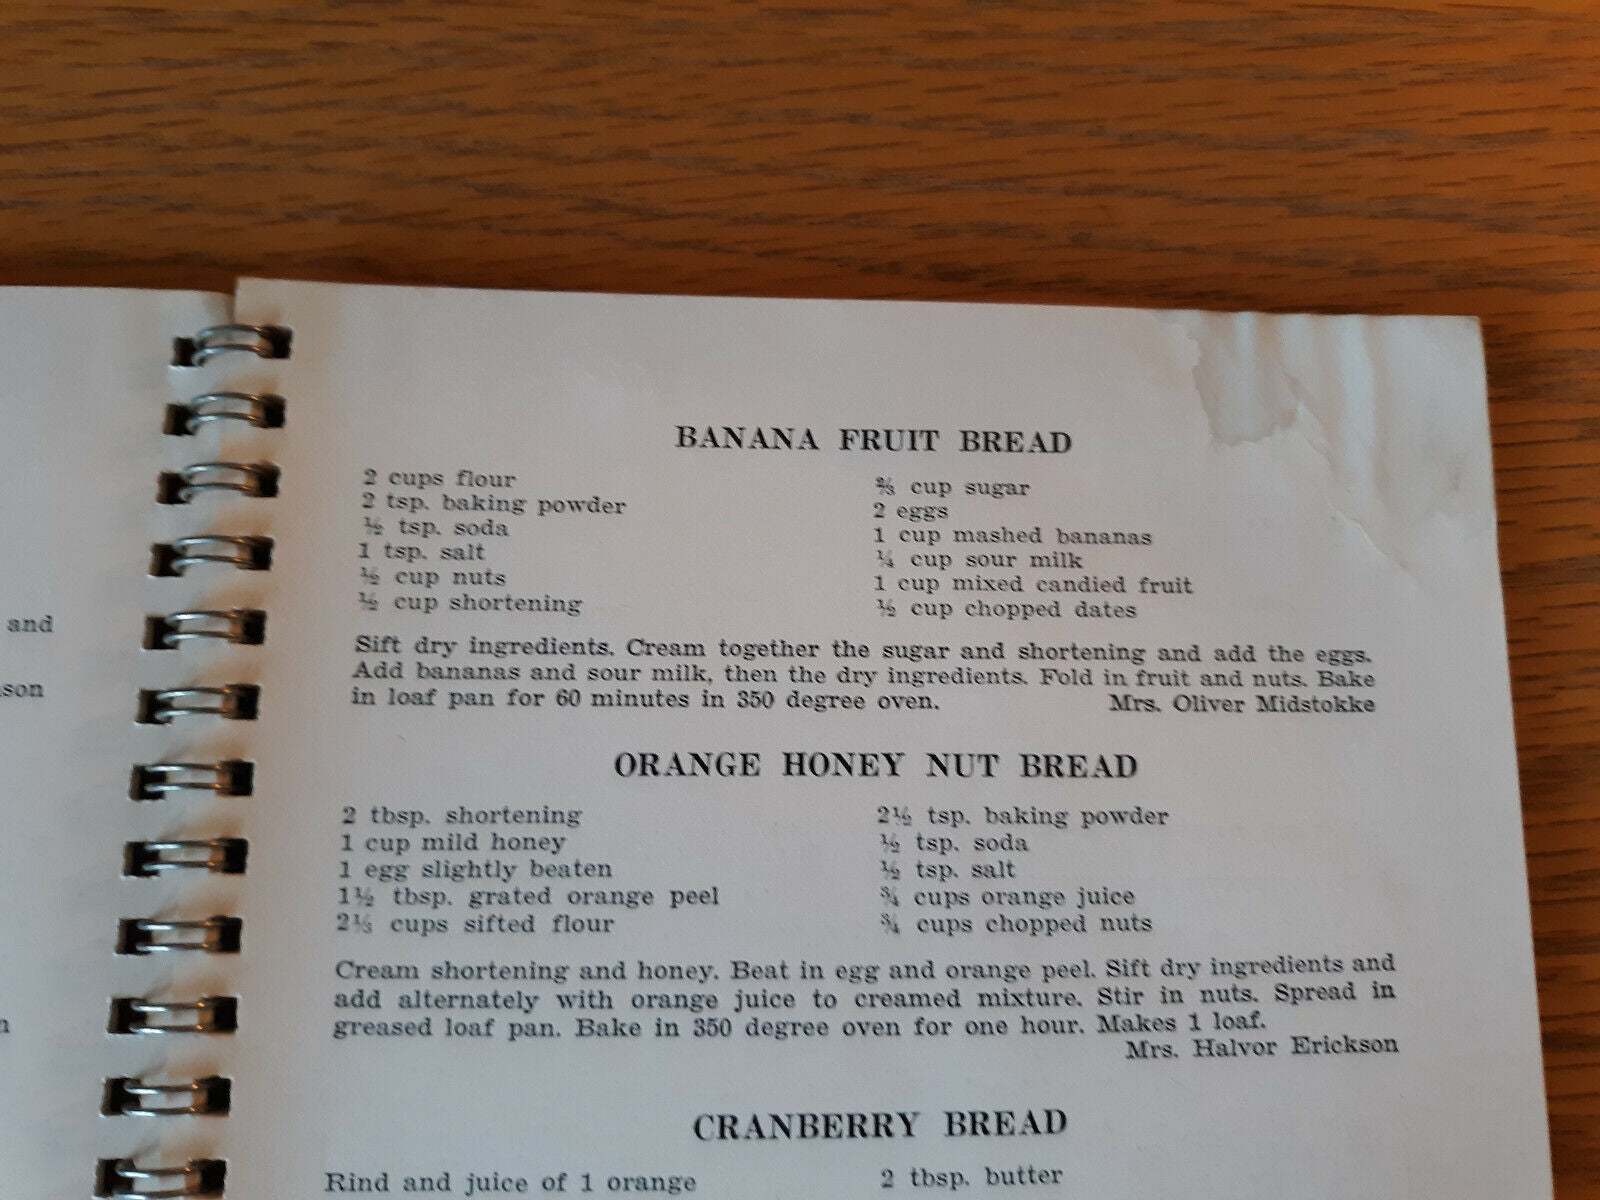 and
son
n
BANANA FRUIT BREAD
2 cups flour
2 tsp. baking powder
½ tsp. soda
1 tsp. salt
½ cup nuts
½ cup shortening
⅔ cup sugar
2 eggs
1 cup mashed bananas
¼ cup sour milk
1 cup mixed candied fruit
½ cup chopped dates
Sift dry ingredients. Cream together the sugar and shortening and add the eggs.
Add bananas and sour milk, then the dry ingredients. Fold in fruit and nuts. Bake
in loaf pan for 60 minutes in 350 degree oven. Mrs. Oliver Midstokke
ORANGE HONEY NUT BREAD
2 tbsp. shortening
1 cup mild honey
1 egg slightly beaten
1½ tbsp. grated orange peel
2⅓ cups sifted flour
2½ tsp. baking powder
½ tsp. soda
½ tsp. salt
¾ cups orange juice
¾ cups chopped nuts
Cream shortening and honey. Beat in egg and orange peel. Sift dry ingredients and
add alternately with orange juice to creamed mixture. Stir in nuts. Spread in
greased loaf pan. Bake in 350 degree oven for one hour. Makes 1 loaf.
Mrs. Halvor Erickson
CRANBERRY BREAD
Rind and juice of 1 orange
2 tbsp. butter